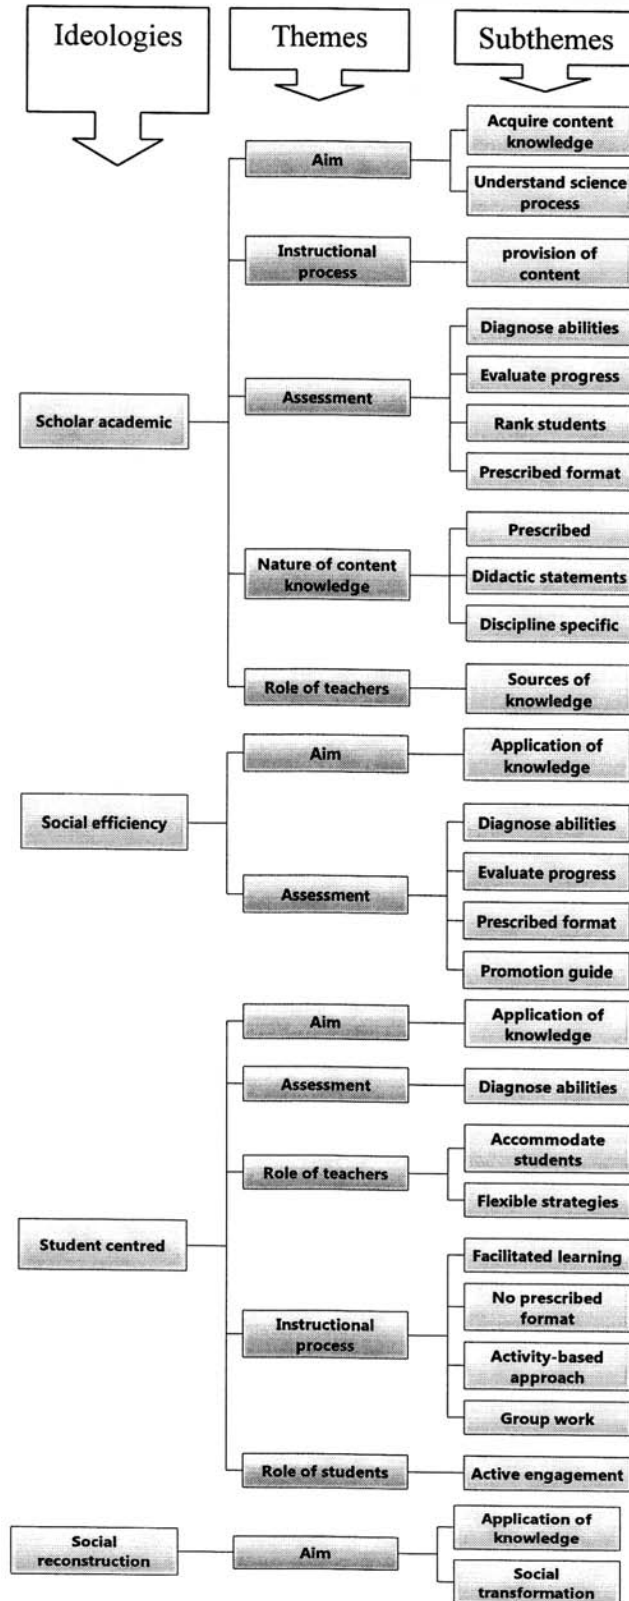 Ideologies
Themes
Subthemes
Scholar academic
Aim
Acquire content
knowledge
Understand science
process
Instructional
process
provision of
content
Assessment
Diagnose abilities
Evaluate progress
Rank students
Prescribed format
Nature of content
knowledge
Prescribed
Didactic statements
Discipline specific
Role of teachers
Sources of
knowledge
Social efficiency
Aim
Application of
knowledge
Assessment
Diagnose abilities
Evaluate progress
Prescribed format
Promotion guide
Student centred
Aim
Application of
knowledge
Assessment
Diagnose abilities
Role of teachers
Accommodate
students
Flexible strategies
Instructional
process
Facilitated learning
No prescribed
format
Activity-based
approach
Group work
Role of students
Active engagement
Social
reconstruction
Aim
Application of
knowledge
Social
transformation